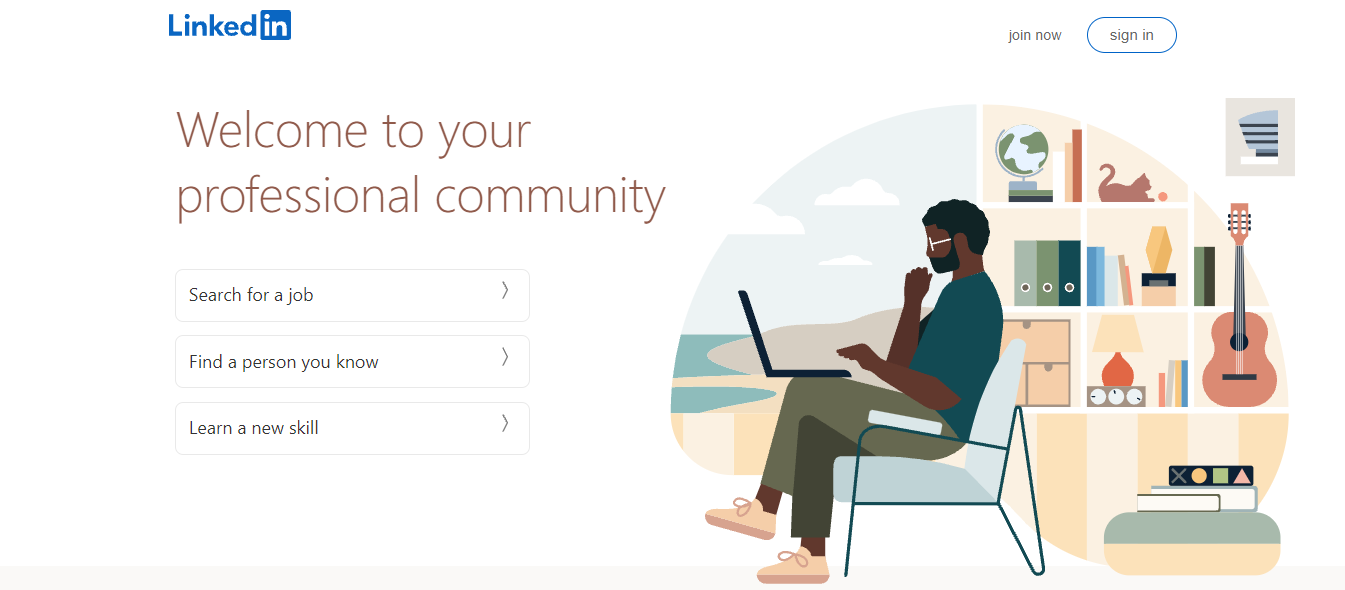 Linkedin
join now
sign in
Welcome to your
professional community
Search for a job
Find a person you know
Learn a new skill